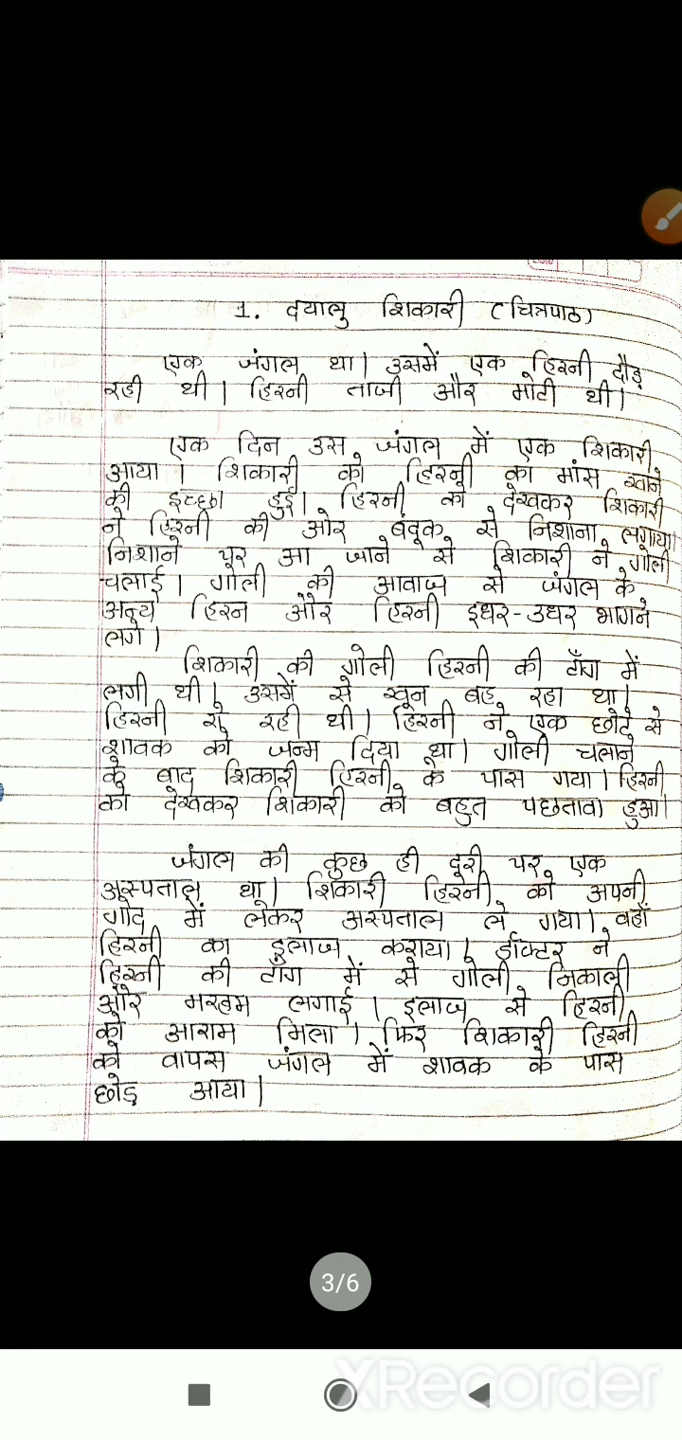 1. दयालु शिकारी (चित्रपाठ)
एक जंगल था। उसमें एक हिरनी दौड़
रही थी। हिरनी ताजी और मोटी थी।
एक दिन उस जंगल में एक शिकारी
आया। शिकारी को हिरनी का मांस खाने
की इच्छा हुई। हिरनी को देखकर शिकारी
ने हिरनी की ओर बंदूक से निशाना लगाया।
निशाने पर आ जाने से शिकारी ने गोली
चलाई। गोली की आवाज से जंगल के
अन्य हिरन और हिरनी इधर-उधर भागने
लगे।
शिकारी की गोली हिरनी की टाँग में
लगी थी। उसमें से खून बह रहा था।
हिरनी रो रही थी। हिरनी ने एक छोटे से
शावक को जन्म दिया था। गोली चलाने
के बाद शिकारी हिरनी के पास गया। हिरनी
को देखकर शिकारी को बहुत पछतावा हुआ।
जंगल की कुछ ही दूरी पर एक
अस्पताल था। शिकारी हिरनी को अपनी
गोद में लेकर अस्पताल ले गया। वहाँ
हिरनी का इलाज कराया। डॉक्टर ने
हिरनी की टाँग में से गोली निकाली
और मरहम लगाई। इलाज से हिरनी
को आराम मिला। फिर शिकारी हिरनी
को वापस जंगल में शावक के पास
छोड़ आया।
3/6
XRecorder